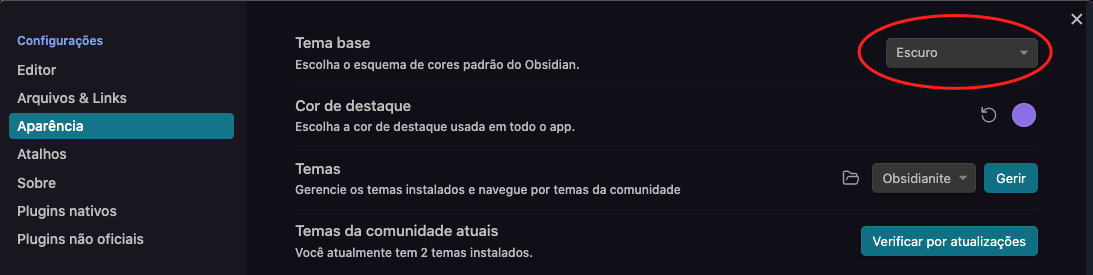 Configurações
Editor
Arquivos & Links
Aparência
Atalhos
Sobre
Plugins nativos
Plugins não oficiais
Tema base
Escolha o esquema de cores padrão do Obsidian.
Escuro
Cor de destaque
Escolha a cor de destaque usada em todo o app.
Temas
Gerencie os temas instalados e navegue por temas da comunidade
Obsidianite
Gerir
Temas da comunidade atuais
Você atualmente tem 2 temas instalados.
Verificar por atualizações